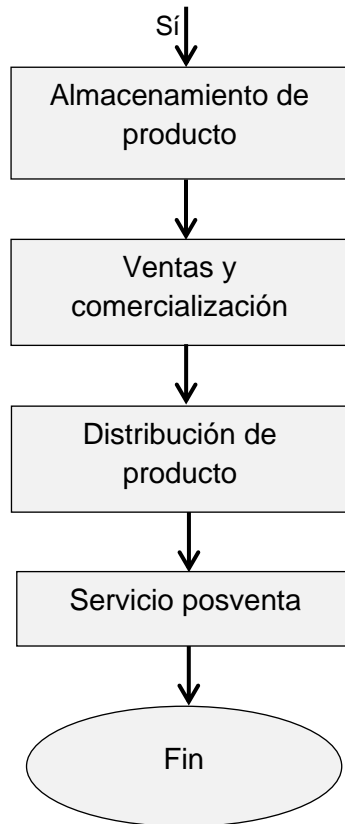 Sí
Almacenamiento de
producto
Ventas y
comercialización
Distribución de
producto
Servicio posventa
Fin